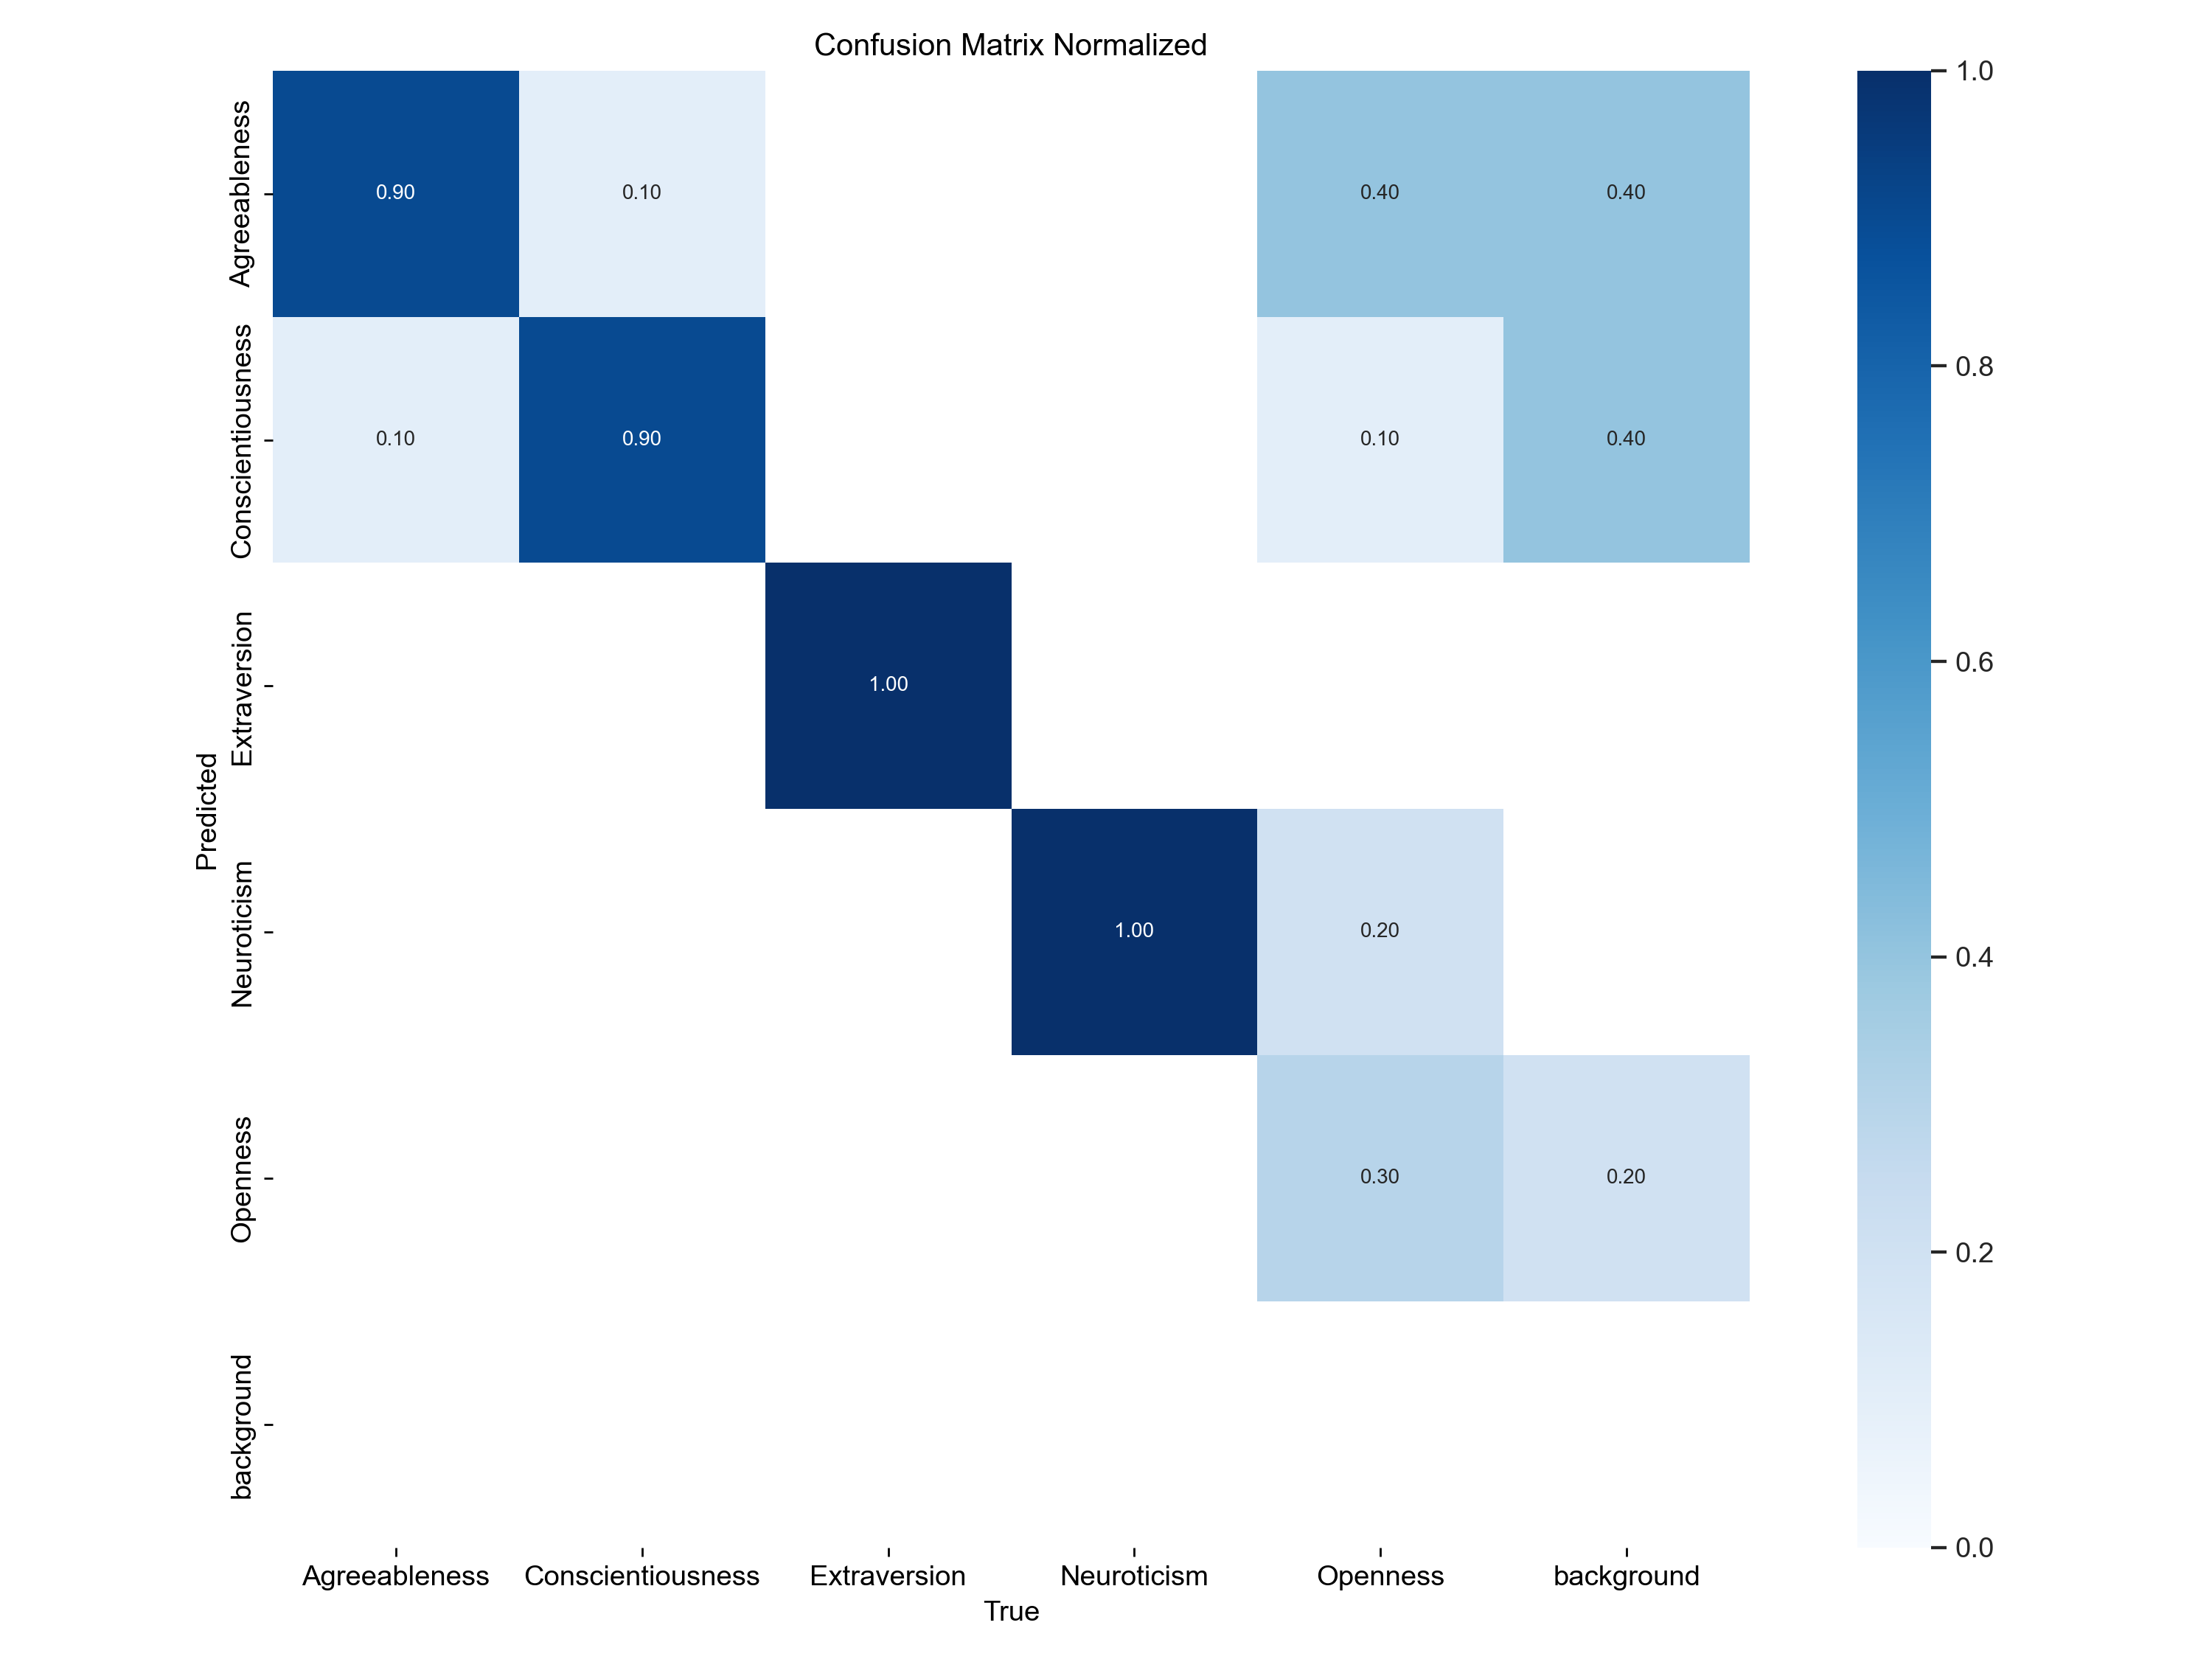 Confusion Matrix Normalized
Agreeableness
0.90
0.10
0.40
0.40
Conscientiousness
0.10
0.90
0.10
0.40
Extraversion
1.00
Neuroticism
1.00
0.20
Openness
0.30
0.20
background
Predicted
Agreeableness
Conscientiousness
Extraversion
Neuroticism
Openness
background
True
1.0
0.8
0.6
0.4
0.2
0.0